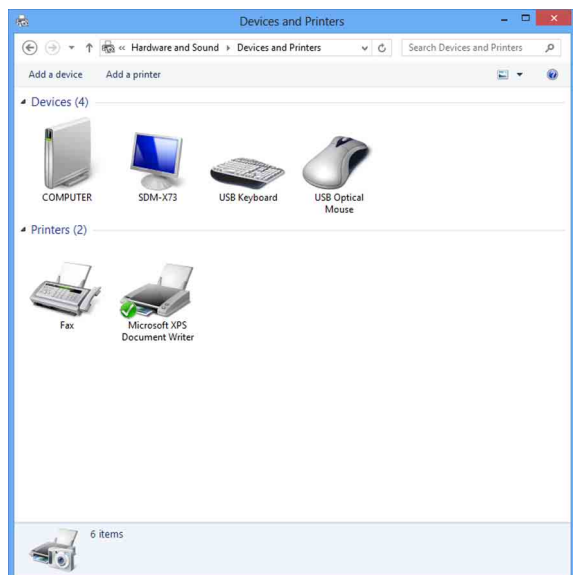 Devices and Printers
« Hardware and Sound ▸ Devices and Printers
Search Devices and Printers
Add a device Add a printer
Devices (4)
COMPUTER SDM-X73 USB Keyboard USB Optical
Mouse
Printers (2)
Fax Microsoft XPS
Document Writer
6 items